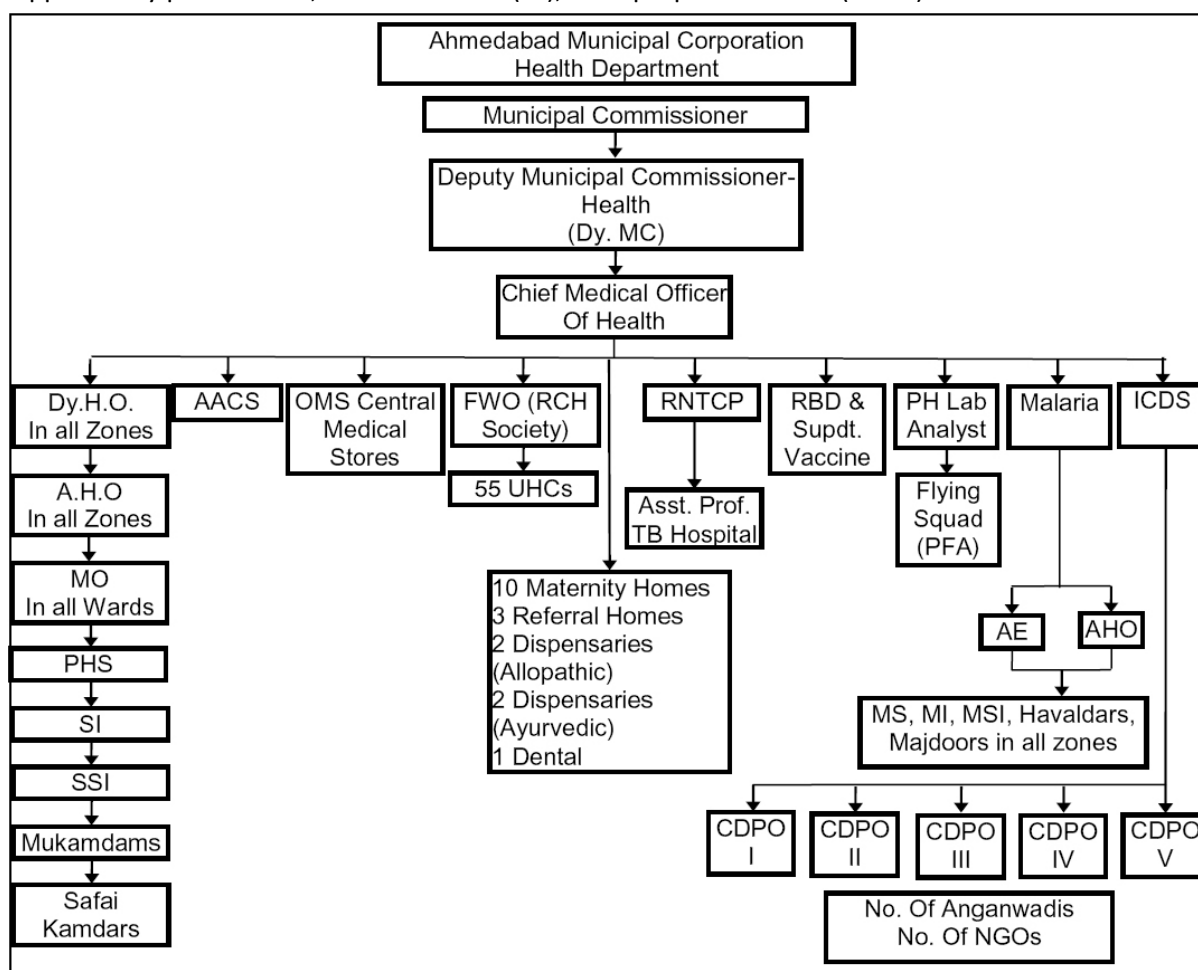 Ahmedabad Municipal Corporation
Health Department
Municipal Commissioner
Deputy Municipal Commissioner-
Health
(Dy. MC)
Chief Medical Officer
Of Health
Dy.H.O.
In all Zones
AACS
OMS Central
Medical
Stores
FWO (RCH
Society)
RNTCP
RBD &
Supdt.
Vaccine
PH Lab
Analyst
Malaria
ICDS
A.H.O
In all Zones
55 UHCs
Asst. Prof.
TB Hospital
Flying
Squad
(PFA)
MO
In all Wards
10 Maternity Homes
3 Referral Homes
2 Dispensaries
(Allopathic)
2 Dispensaries
(Ayurvedic)
1 Dental
AE
AHO
PHS
SI
MS, MI, MSI, Havaldars,
Majdoors in all zones
SSI
Mukamdams
CDPO
I
CDPO
II
CDPO
III
CDPO
IV
CDPO
V
Safai
Kamdars
No. Of Anganwadis
No. Of NGOs